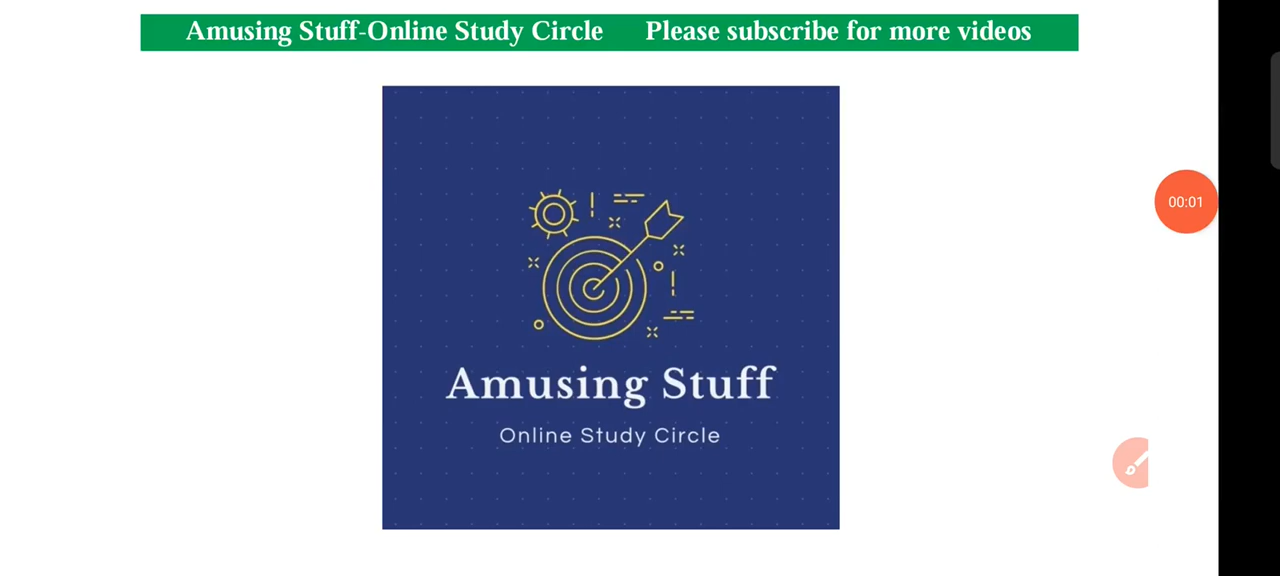 Amusing Stuff-Online Study Circle Please subscribe for more videos
00:01
Amusing Stuff
Online Study Circle